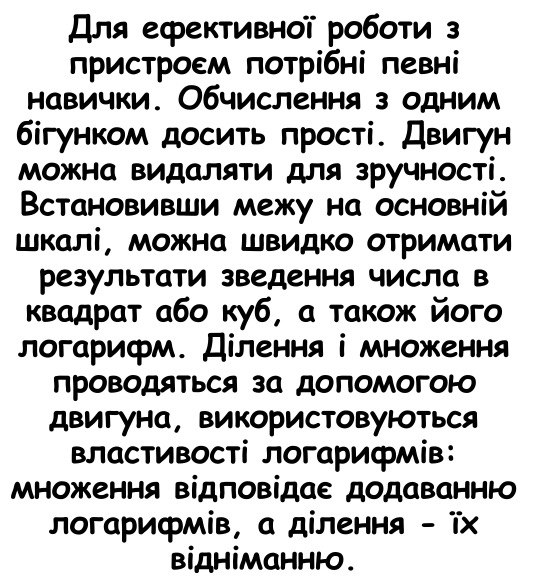 Для ефективної роботи з
пристроєм потрібні певні
навички. Обчислення з одним
бігунком досить прості. Двигун
можна видаляти для зручності.
Встановивши межу на основній
шкалі, можна швидко отримати
результати зведення числа в
квадрат або куб, а також його
логарифм. Ділення і множення
проводяться за допомогою
двигуна, використовуються
властивості логарифмів:
множення відповідає додаванню
логарифмів, а ділення – їх
відніманню.